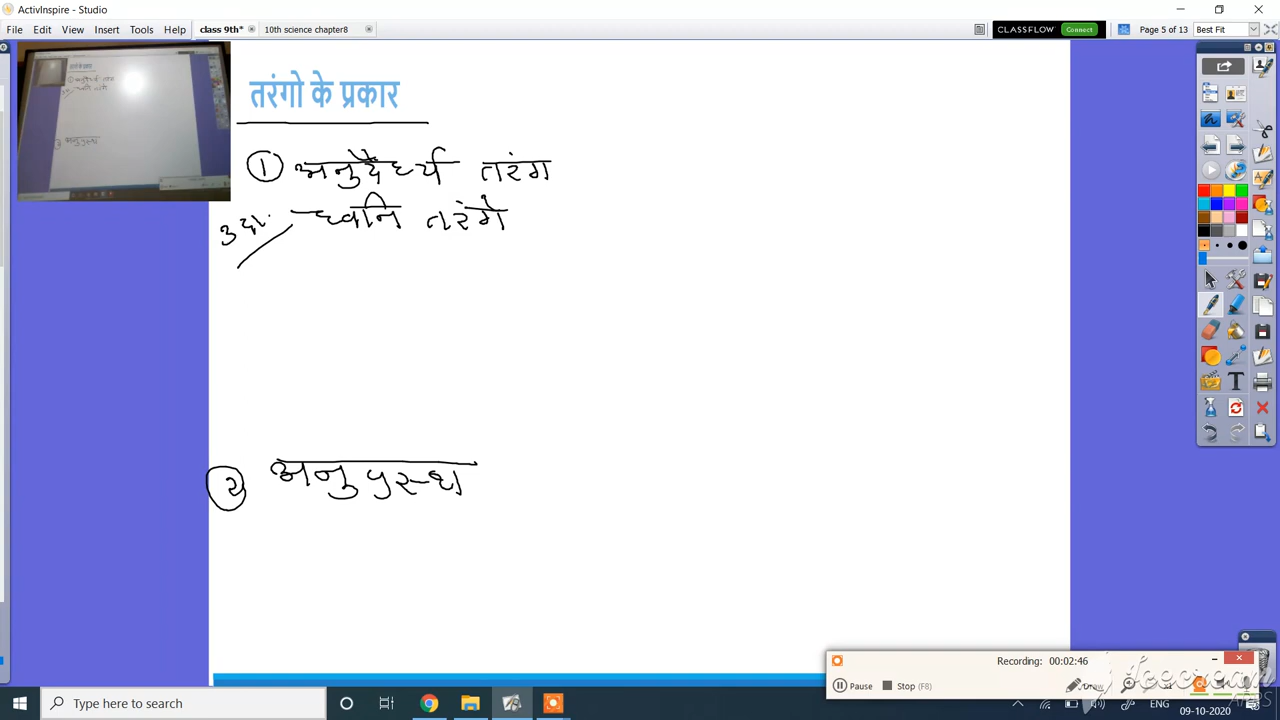 ActivInspire - Studio
File Edit View Insert Tools Help
class 9th* 10th science chapter8
CLASSFLOW Connect Page 5 of 13 Best Fit
तरंगो के प्रकार
① अनुदैर्ध्य तरंग
उदा. ध्वनि तरंगे
② अनुप्रस्थ
Recording: 00:02:46
Pause Stop (F8) Draw
Type here to search
ENG
09-10-2020